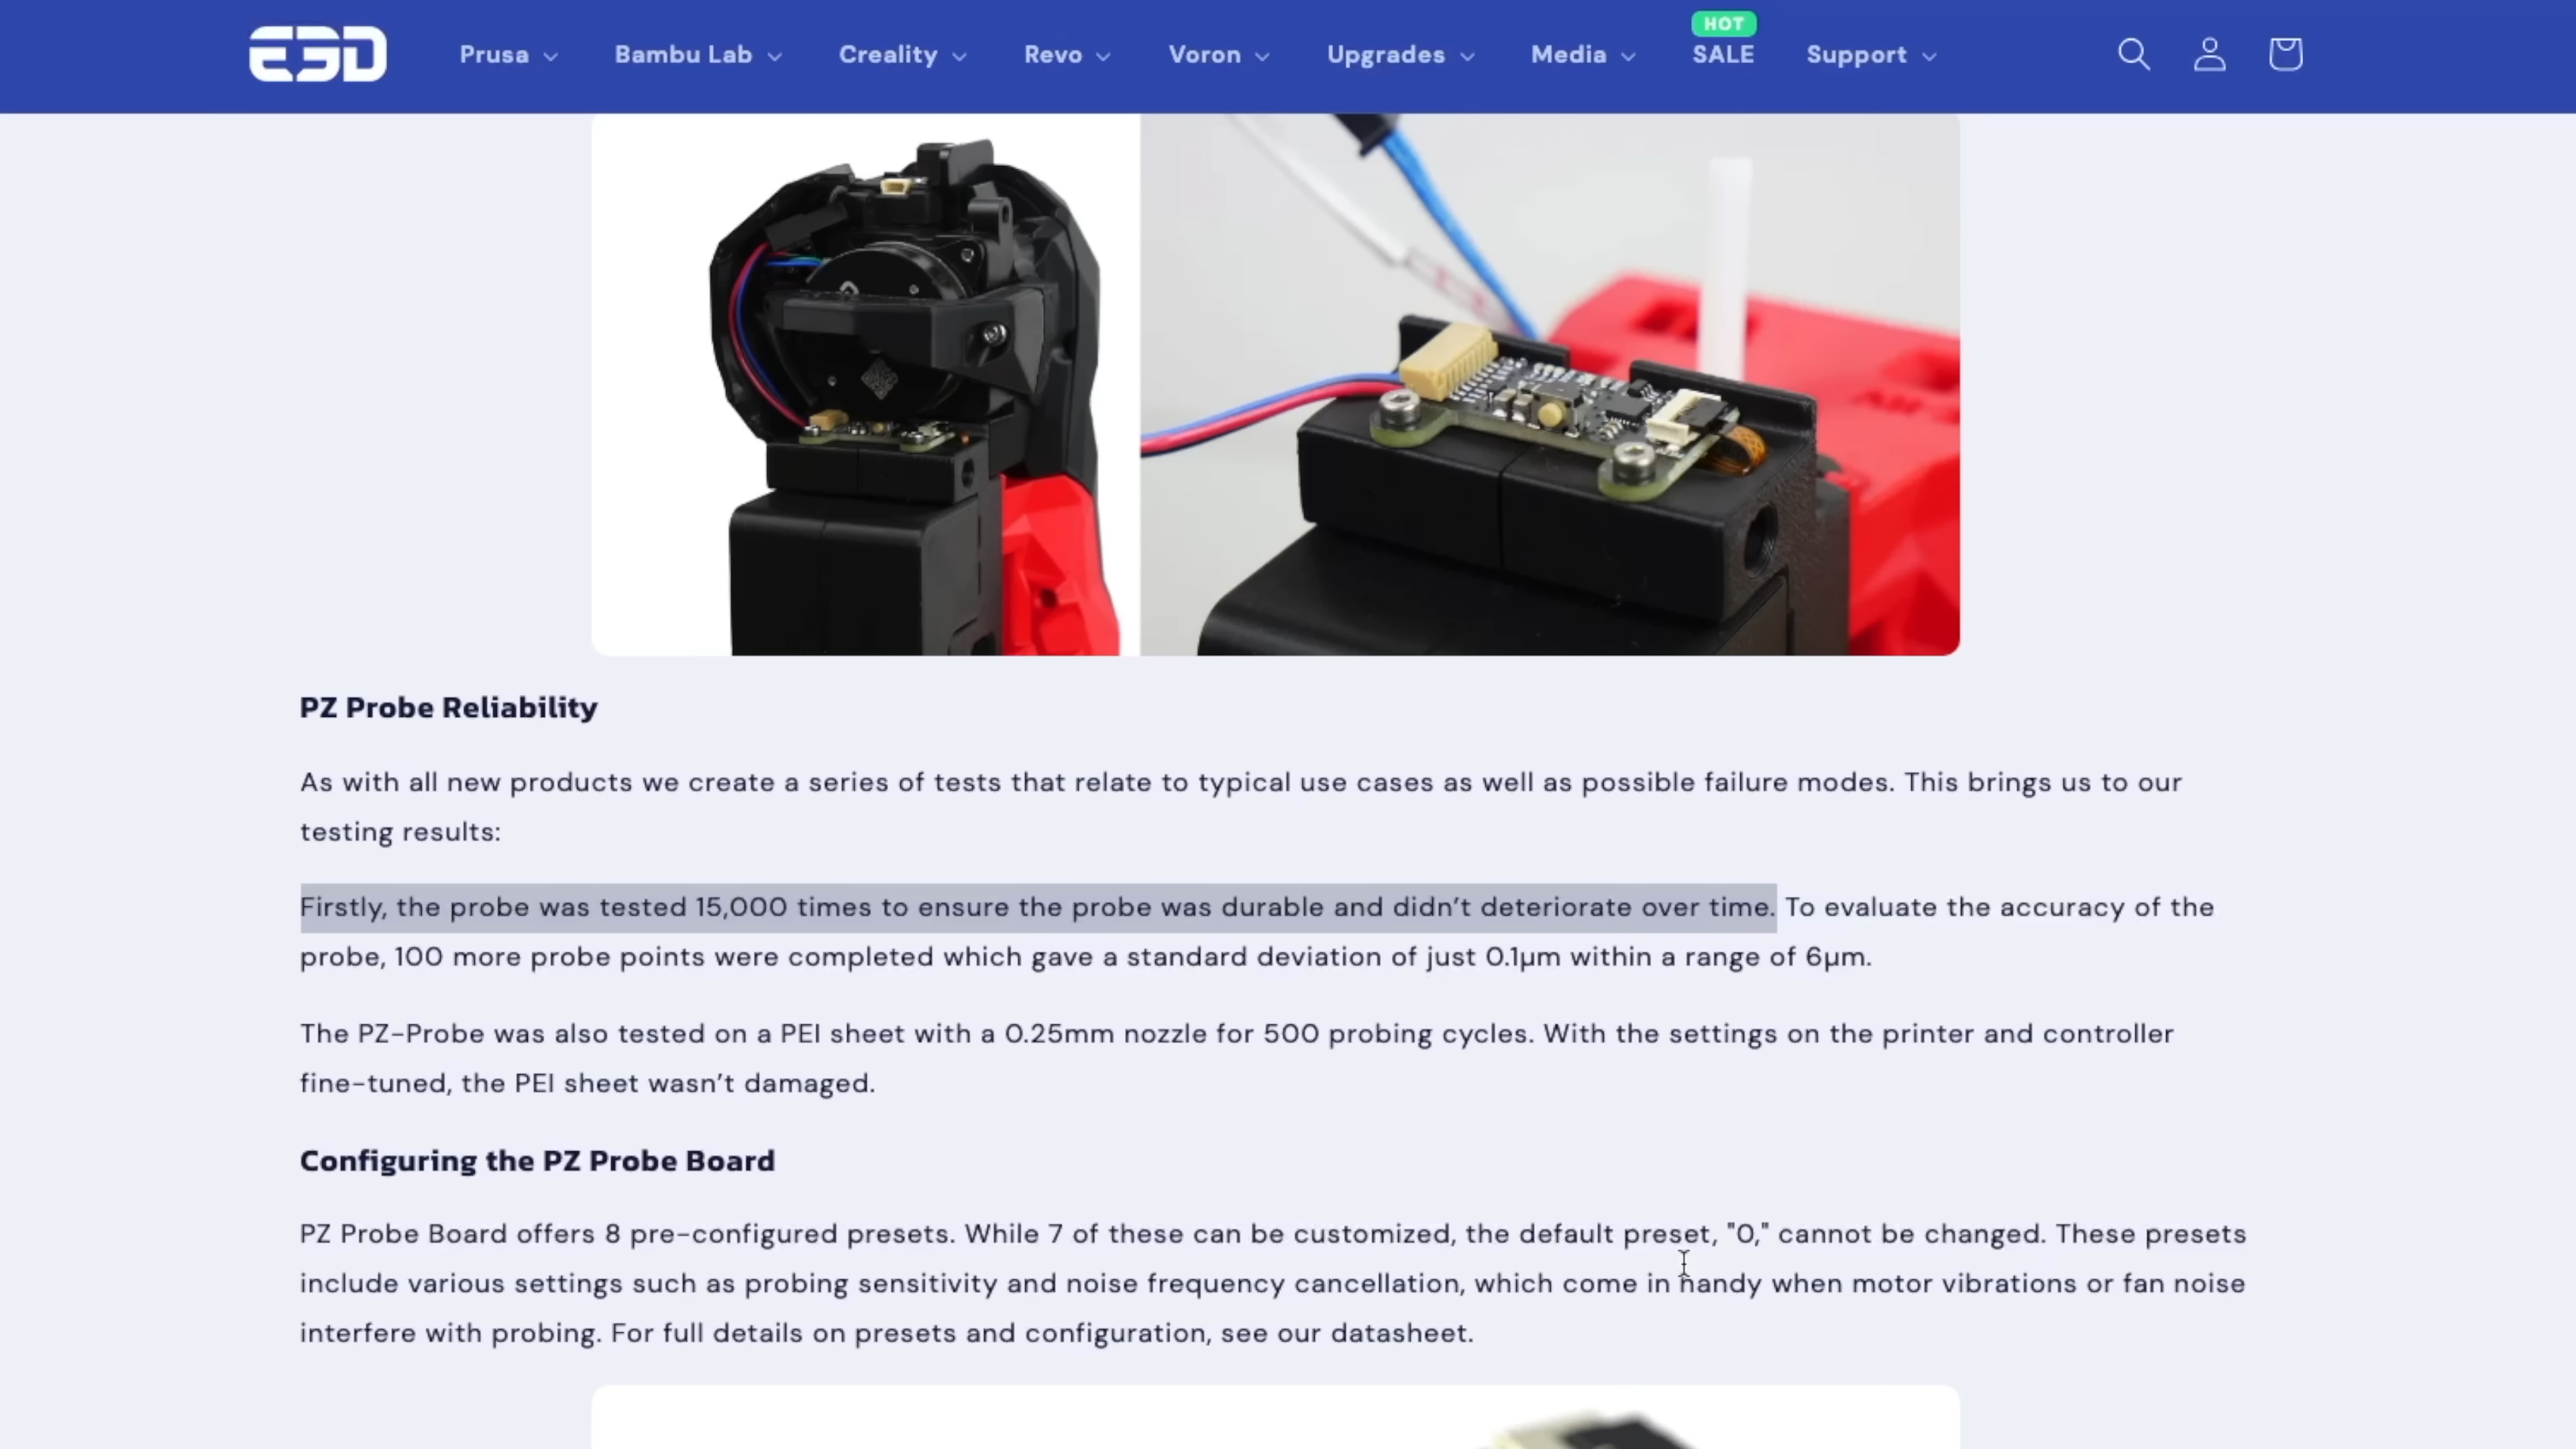 E3D
Prusa
Bambu Lab
Creality
Revo
Voron
Upgrades
Media
HOT
SALE
Support
PZ Probe Reliability
As with all new products we create a series of tests that relate to typical use cases as well as possible failure modes. This brings us to our
testing results:
Firstly, the probe was tested 15,000 times to ensure the probe was durable and didn’t deteriorate over time. To evaluate the accuracy of the
probe, 100 more probe points were completed which gave a standard deviation of just 0.1μm within a range of 6μm.
The PZ-Probe was also tested on a PEI sheet with a 0.25mm nozzle for 500 probing cycles. With the settings on the printer and controller
fine-tuned, the PEI sheet wasn’t damaged.
Configuring the PZ Probe Board
PZ Probe Board offers 8 pre-configured presets. While 7 of these can be customized, the default preset, "0," cannot be changed. These presets
include various settings such as probing sensitivity and noise frequency cancellation, which come in handy when motor vibrations or fan noise
interfere with probing. For full details on presets and configuration, see our datasheet.